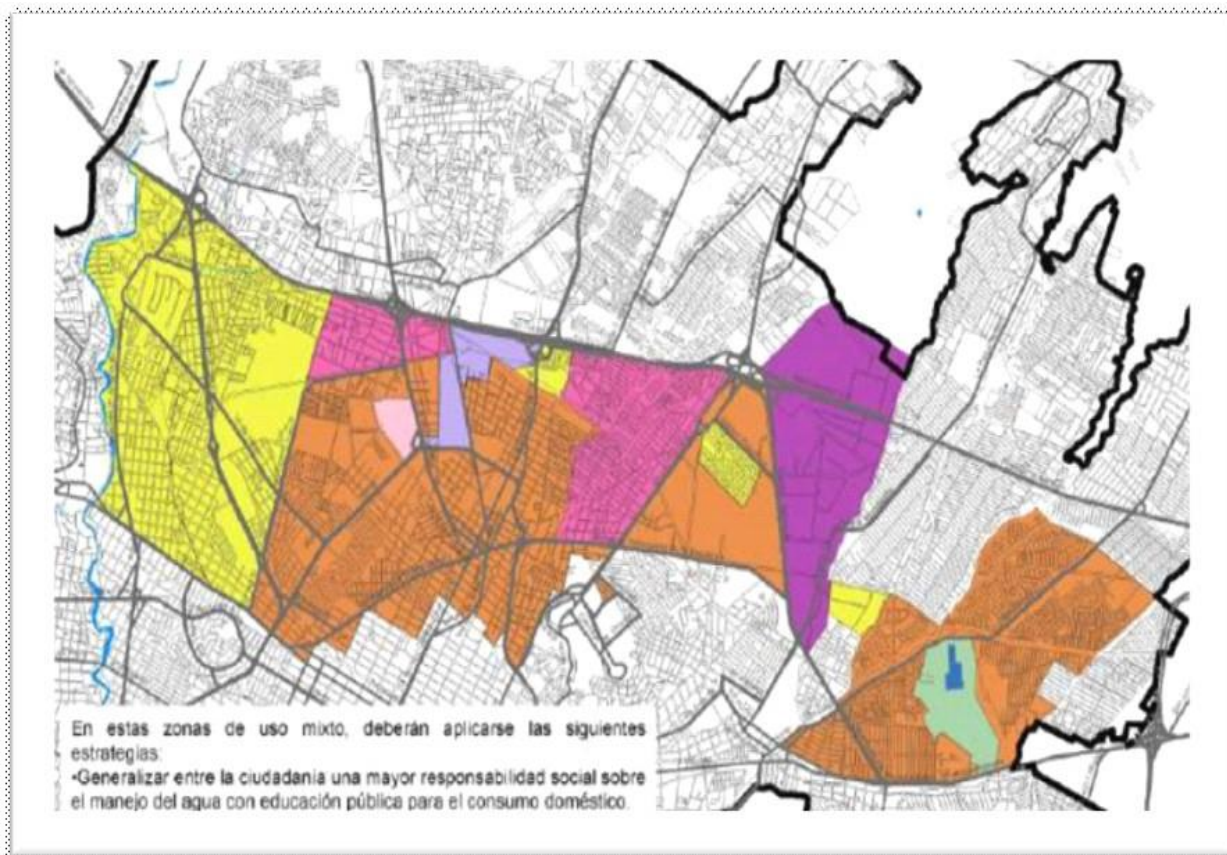 En estas zonas de uso mixto, deberán aplicarse las siguientes
estrategias:
•Generalizar entre la ciudadanía una mayor responsabilidad social sobre
el manejo del agua con educación pública para el consumo doméstico.